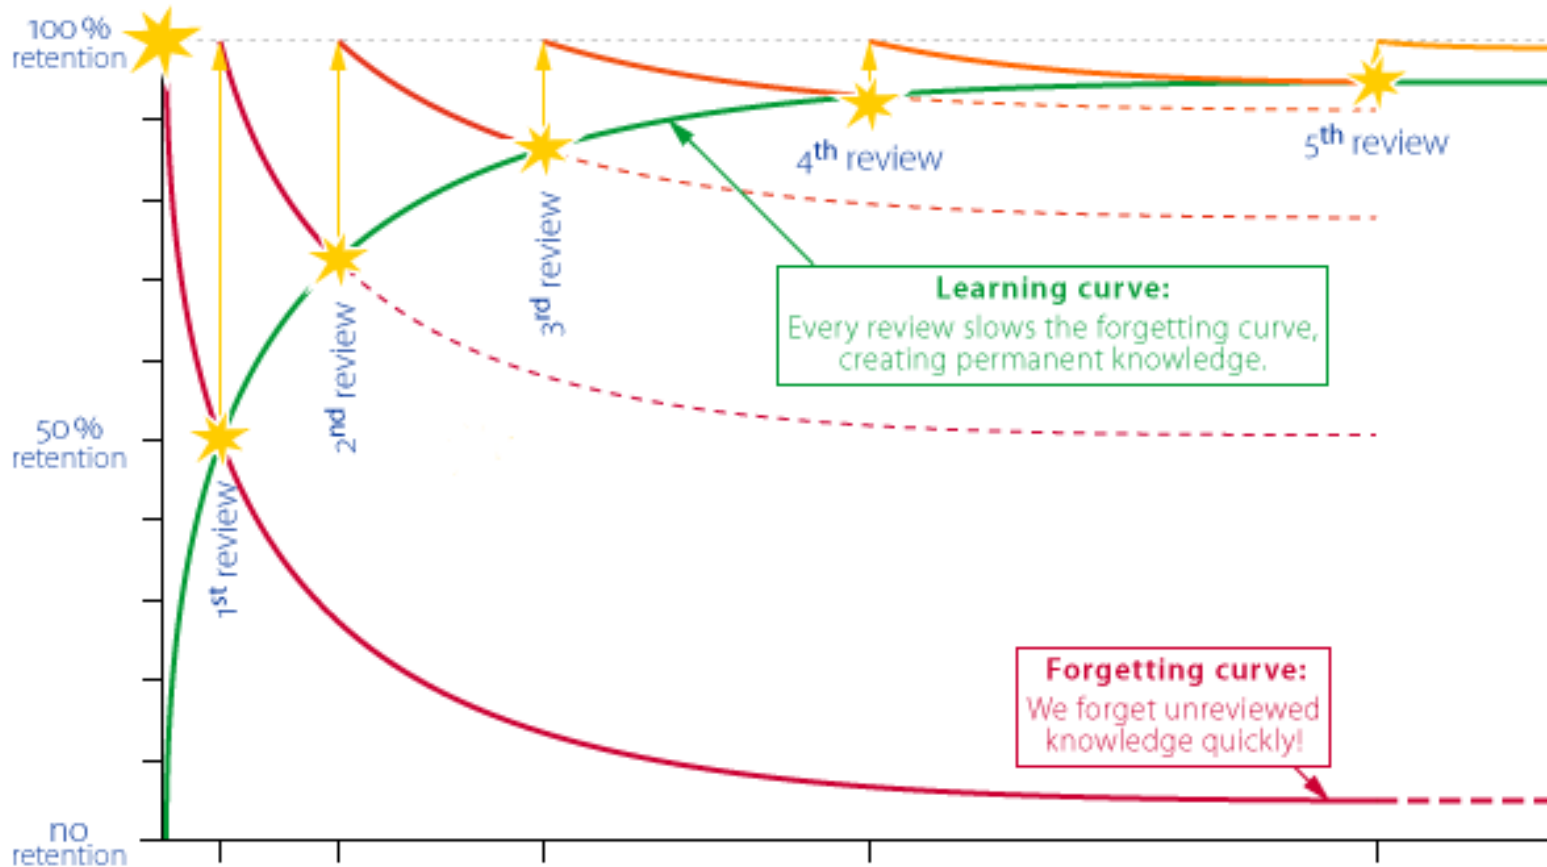 100%
retention
50%
retention
no
retention
1st review
2nd review
3rd review
4th review
5th review
Learning curve:
Every review slows the forgetting curve,
creating permanent knowledge.
Forgetting curve:
We forget unreviewed
knowledge quickly!